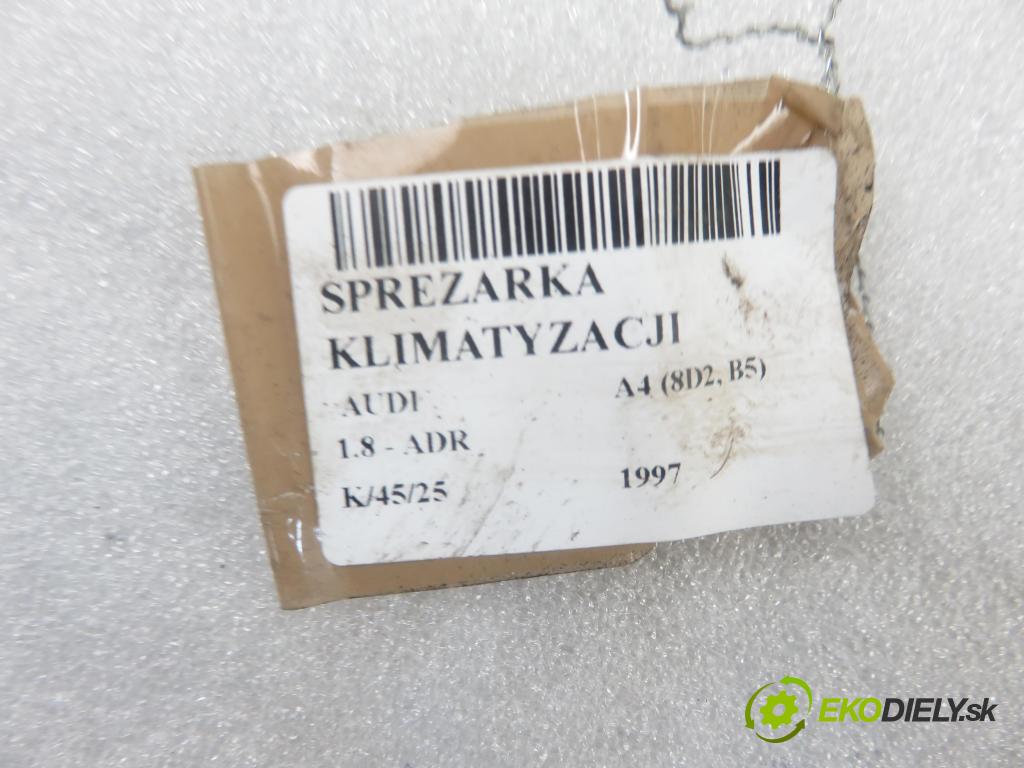 SPREZARKA
KLIMATYZACJI
AUDI A4 (8D2, B5)
1.8 - ADR
K/45/25 1997
EKODIELY.sk